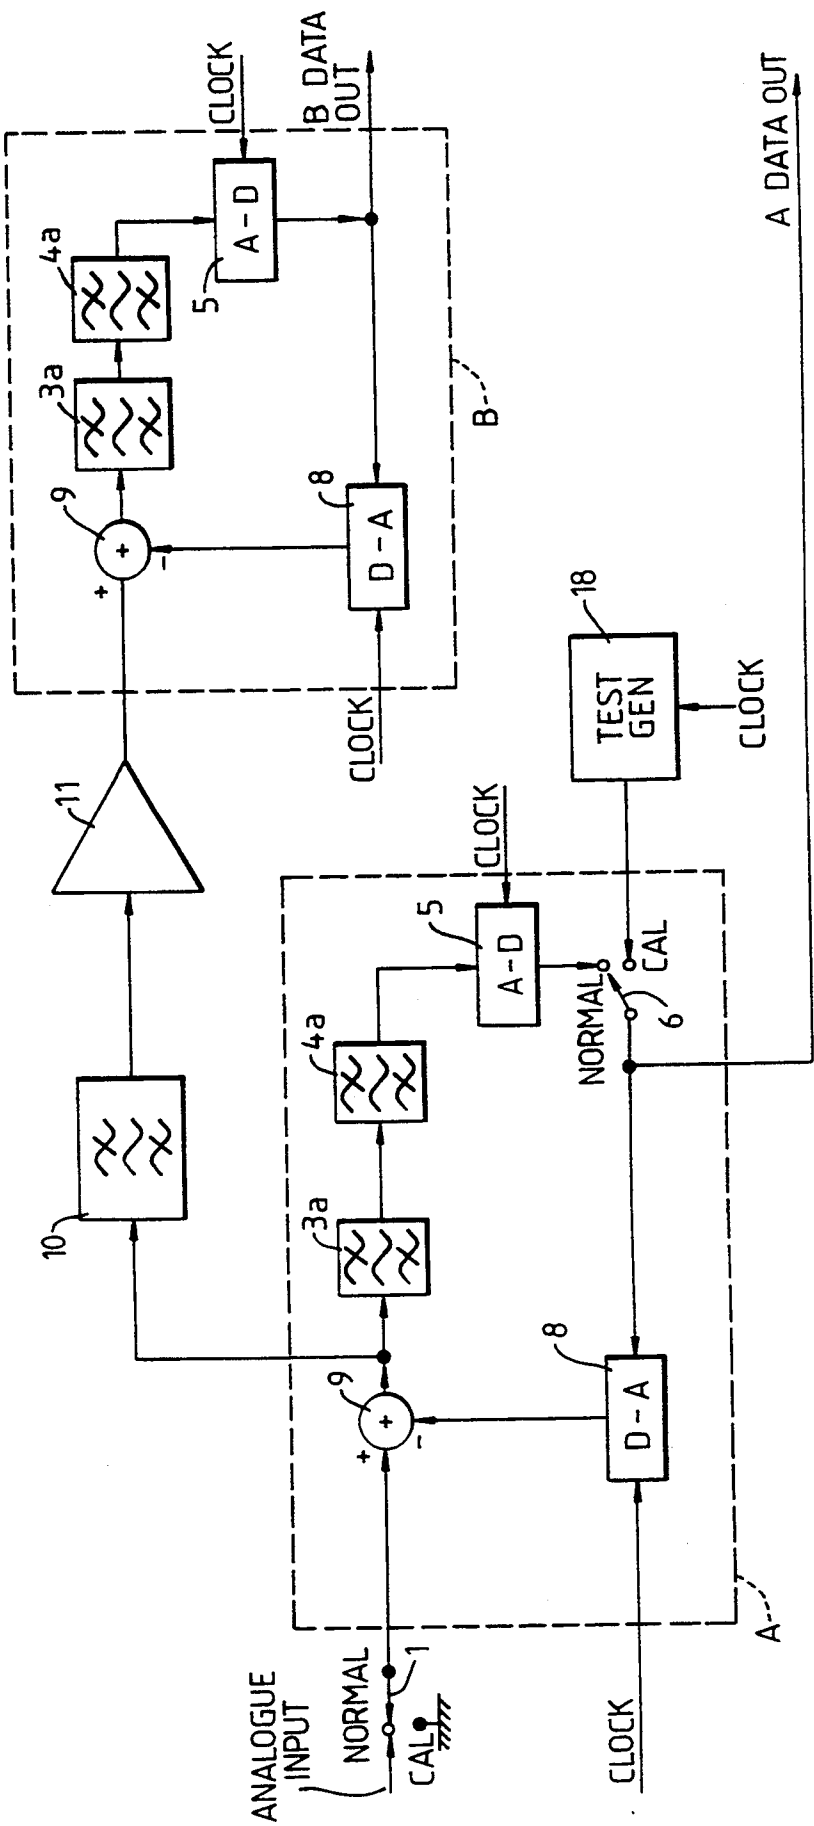 10
11
9
+
+
-
3a
4a
5
A-D
CLOCK
B DATA
OUT
8
D-A
CLOCK
B
ANALOGUE
INPUT
NORMAL
1
CAL
9
+
+
-
3a
4a
5
A-D
CLOCK
NORMAL
CAL
6
TEST
GEN
18
CLOCK
8
D-A
CLOCK
A
A DATA OUT